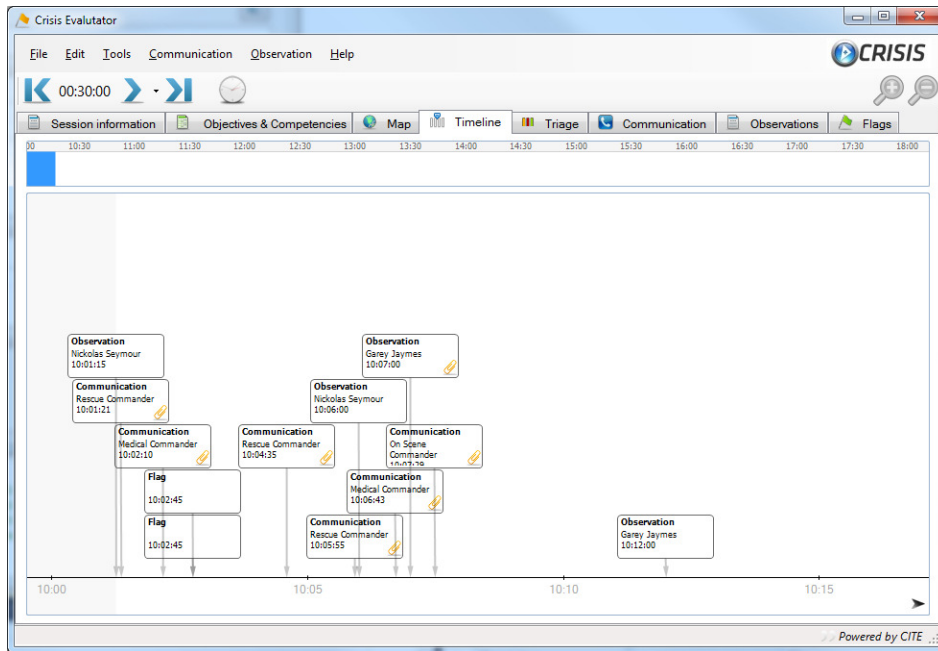 Crisis Evalutator
File Edit Tools Communication Observation Help
CRISIS
00:30:00
Session information Objectives & Competencies Map Timeline Triage Communication Observations Flags
00 10:30 11:00 11:30 12:00 12:30 13:00 13:30 14:00 14:30 15:00 15:30 16:00 16:30 17:00 17:30 18:00
Observation
Nickolas Seymour
10:01:15
Observation
Garey Jaymes
10:07:00
Communication
Rescue Commander
10:01:21
Observation
Nickolas Seymour
10:06:00
Communication
Medical Commander
10:02:10
Communication
Rescue Commander
10:04:35
Communication
On Scene
Commander
10:07:29
Flag
10:02:45
Communication
Medical Commander
10:06:43
Flag
10:02:45
Communication
Rescue Commander
10:05:55
Observation
Garey Jaymes
10:12:00
10:00 10:05 10:10 10:15
Powered by CITE